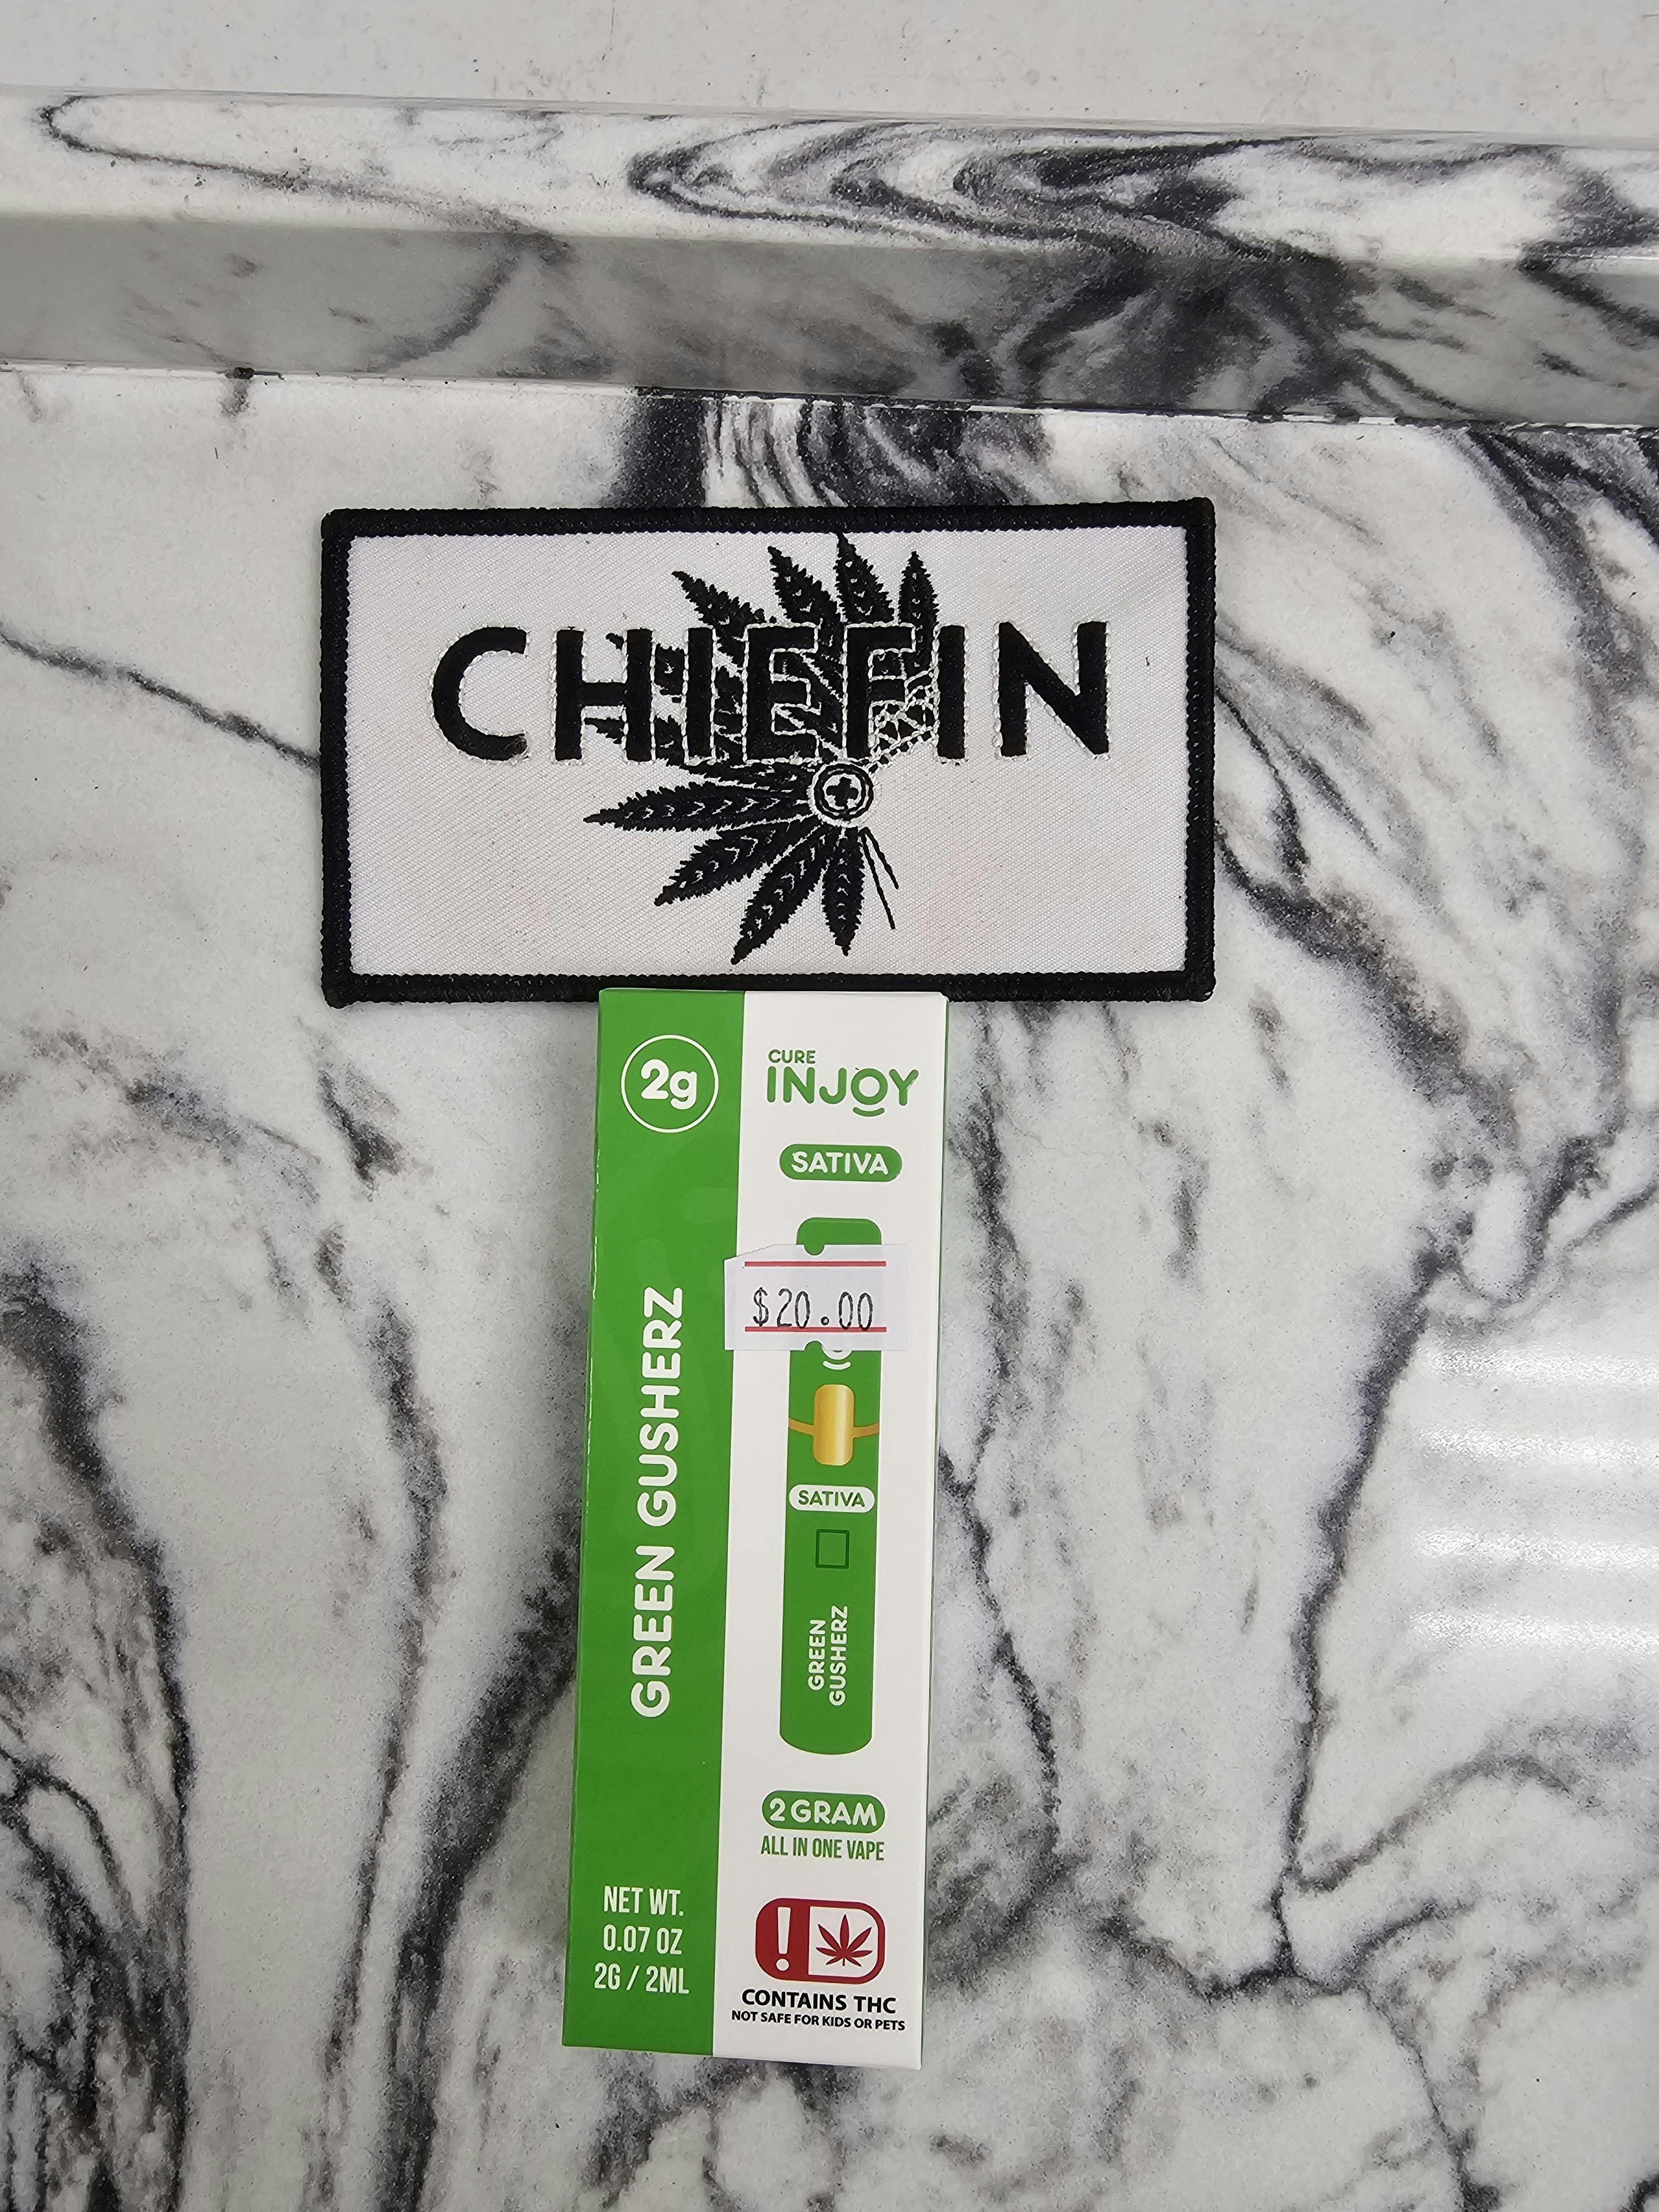 CHIEFIN
2g
GREEN GUSHERZ
NET WT.
0.07 OZ
2G / 2ML
CURE
INJOY
SATIVA
$20.00
SATIVA
GREEN
GUSHERZ
2 GRAM
ALL IN ONE VAPE
!
CONTAINS THC
NOT SAFE FOR KIDS OR PETS